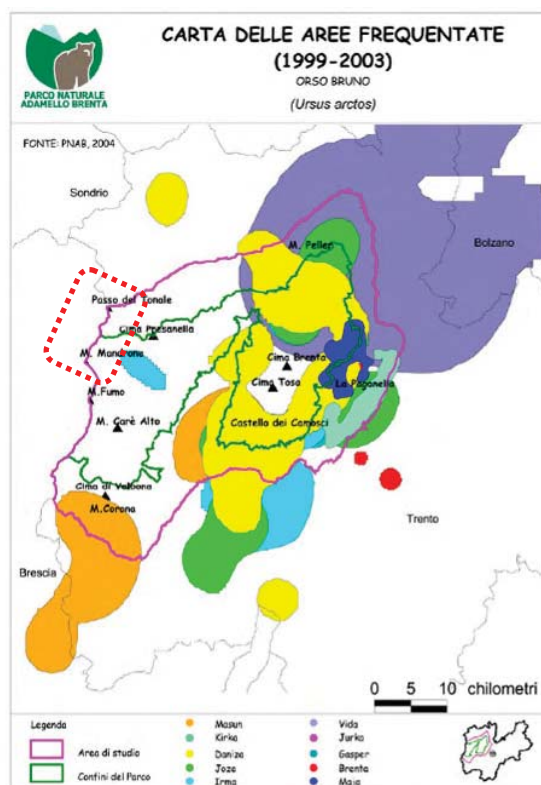 CARTA DELLE AREE FREQUENTATE
(1999-2003)
ORSO BRUNO
(Ursus arctos)
PARCO NATURALE
ADAMELLO BRENTA
FONTE: PNAB, 2004
Sondrio
Bolzano
M. Peller
Passo del Tonale
Cima Presanella
M. Mandrone
Cima Brenta
Cima Tosa
La Paganella
M.Fumo
M. Carè Alto
Castello dei Camosci
Cima di Valbona
M.Corona
Trento
Brescia
0 5 10 chilometri
Legenda
Area di studio
Confini del Parco
Masun
Kirka
Daniza
Joze
Irma
Vida
Jurka
Gasper
Brenta
Maja